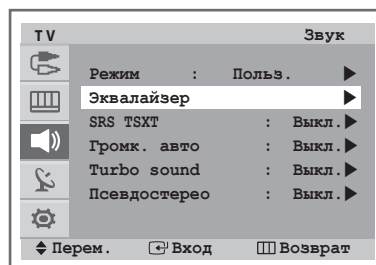 TV Звук
Режим : Польз.
Эквалайзер
SRS TSXT : Выкл.
Громк. авто : Выкл.
Turbo sound : Выкл.
Псевдостерео : Выкл.
Перем. Вход Возврат